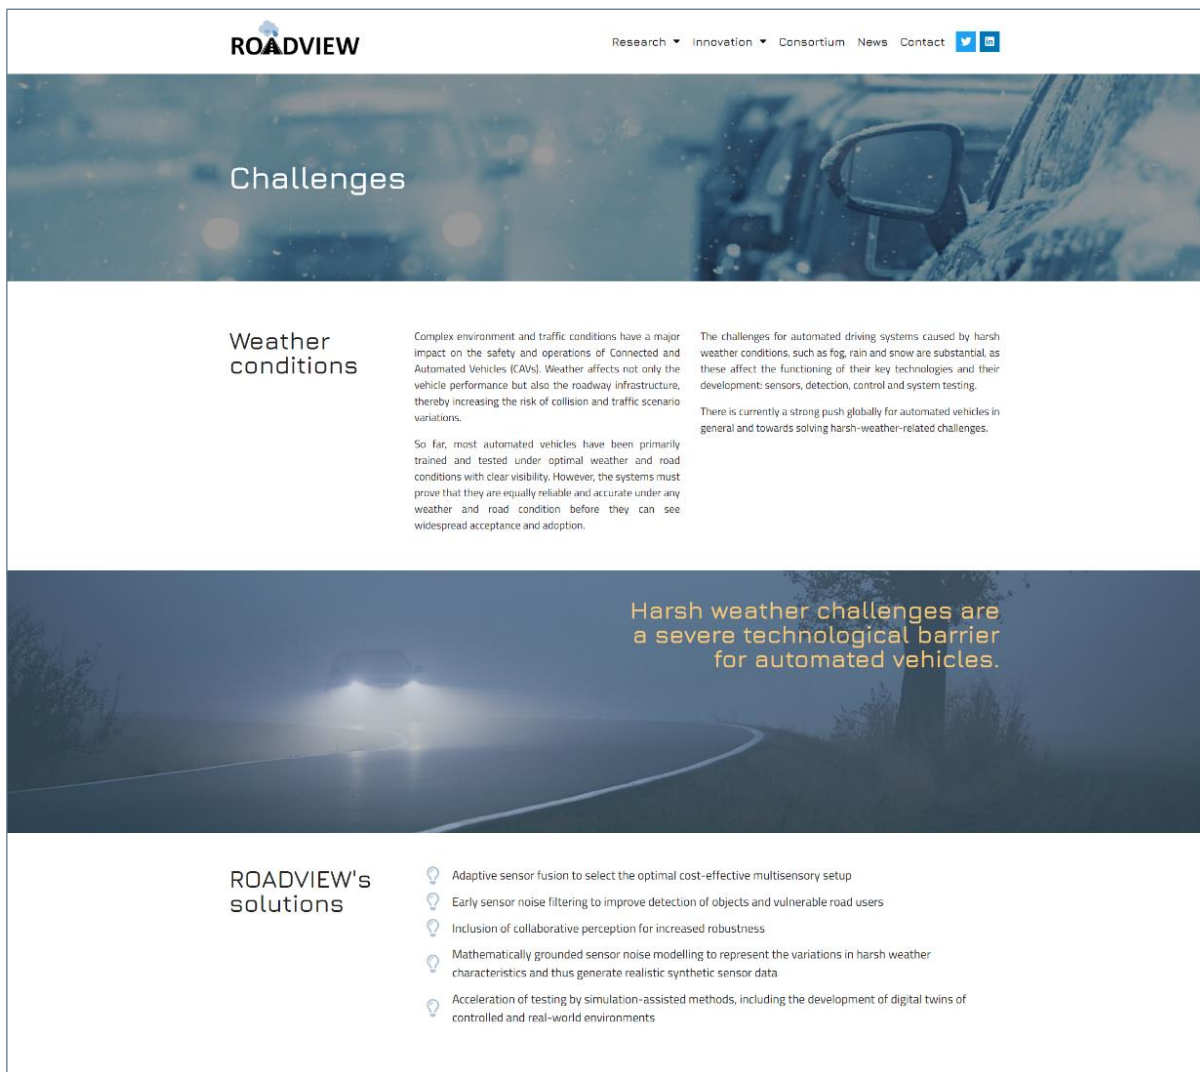 ROADVIEW
Research Innovation Consortium News Contact
Challenges
Weather
conditions
Complex environment and traffic conditions have a major
impact on the safety and operations of Connected and
Automated Vehicles (CAVs). Weather affects not only the
vehicle performance but also the roadway infrastructure,
thereby increasing the risk of collision and traffic scenario
variations.
So far, most automated vehicles have been primarily
trained and tested under optimal weather and road
conditions with clear visibility. However, the systems must
prove that they are equally reliable and accurate under any
weather and road condition before they can see
widespread acceptance and adoption.
The challenges for automated driving systems caused by harsh
weather conditions, such as fog, rain and snow are substantial, as
these affect the functioning of their key technologies and their
development: sensors, detection, control and system testing.
There is currently a strong push globally for automated vehicles in
general and towards solving harsh-weather-related challenges.
Harsh weather challenges are
a severe technological barrier
for automated vehicles.
ROADVIEW's
solutions
Adaptive sensor fusion to select the optimal cost-effective multisensory setup
Early sensor noise filtering to improve detection of objects and vulnerable road users
Inclusion of collaborative perception for increased robustness
Mathematically grounded sensor noise modelling to represent the variations in harsh weather
characteristics and thus generate realistic synthetic sensor data
Acceleration of testing by simulation-assisted methods, including the development of digital twins of
controlled and real-world environments